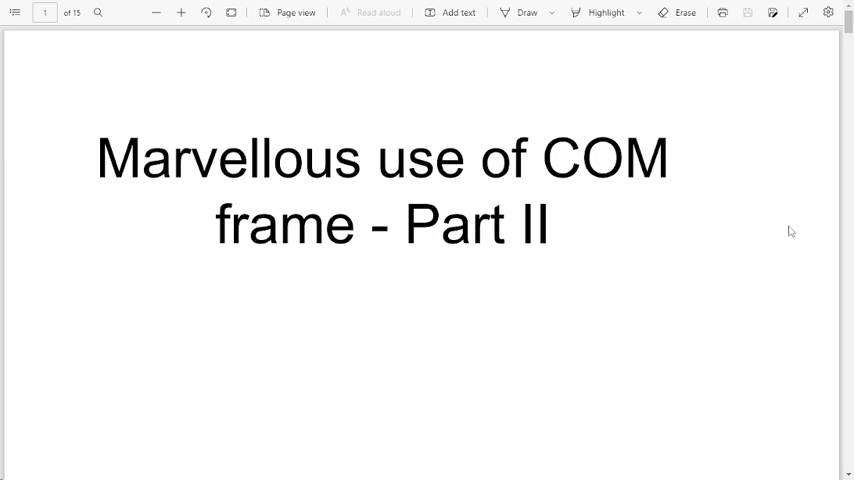 1 of 15 Page view Read aloud Add text Draw Highlight Erase
Marvellous use of COM
frame - Part II